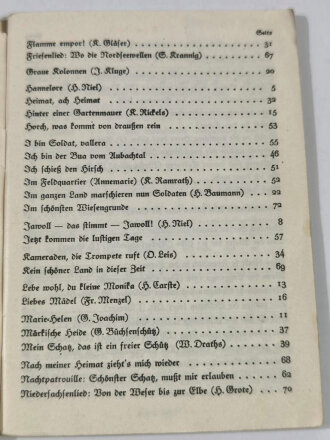 Seite
Flamme empor! (K. Gläser) 31
Friesenlied: Wo die Nordseewellen (S. Krannig) 67
Graue Kolonnen (J. Kluge) 20
Hannelore (H. Niel) 5
Heimat, ach Heimat 32
Hinter einer Gartenmauer (K. Rickels) 15
Horch, was kommt von draußen rein 53
I bin Soldat, vallera 55
Ich bin der Bua vom Aubachtal 46
Ich schieß den Hirsch 51
Im Feldquartier (Annemarie) (K. Ramrath) 52
Im ganzen Land marschieren nun Soldaten (H. Baumann) 22
Im schönsten Wiesengrunde 72
Jawoll — das stimmt — Jawoll! (H. Niel) 8
Jetzt kommen die lustigen Tage 57
Kameraden, die Trompete ruft (O. Leis) 34
Kein schöner Land in dieser Zeit 69
Lebe wohl, du kleine Monika (H. Carste) 13
Liebes Mädel (Fr. Menzel) 16
Marie-Helen (G. Joachim) 11
Märkische Heide (G. Büchsenschütz) 37
Mein Schatz, das ist ein freier Schütz (W. Deaths) 39
Nach meiner Heimat zieht's mich wieder 68
Nachtpatrouille: Schönster Schatz, mußt mir erlauben 62
Niedersachsenlied: Von der Weser bis zur Elbe (H. Grote) 70